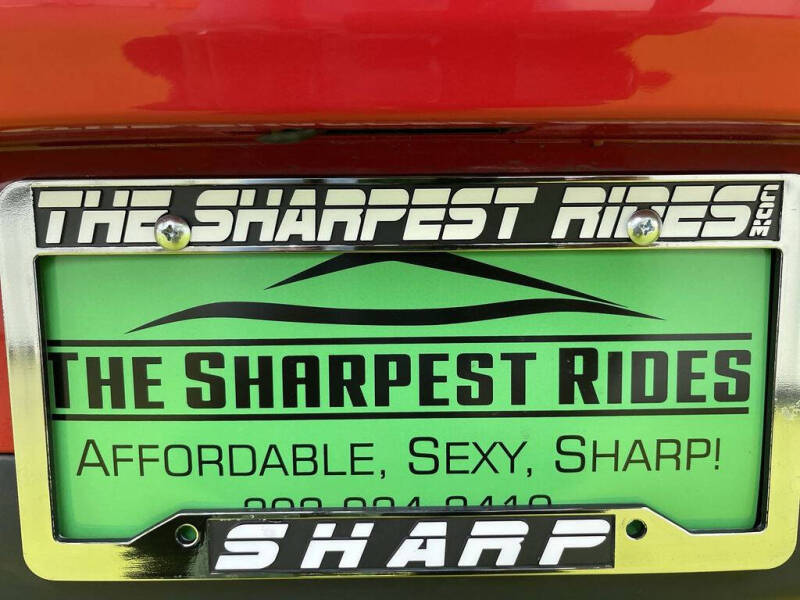 THE SHARPEST RIDES.COM
THE SHARPEST RIDES
AFFORDABLE, SEXY, SHARP!
SHARP